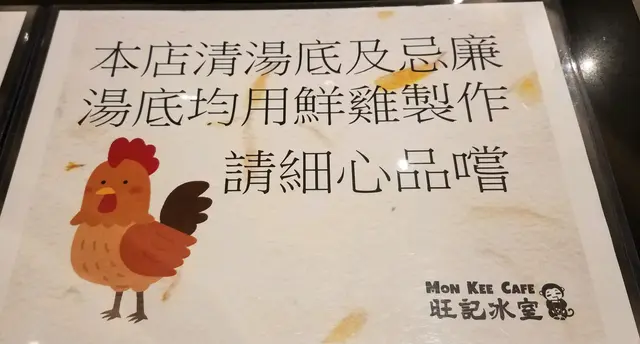 本店清湯底及忌廉
湯底均用鮮雞製作
請細心品嚐
MON KEE CAFE
旺記冰室